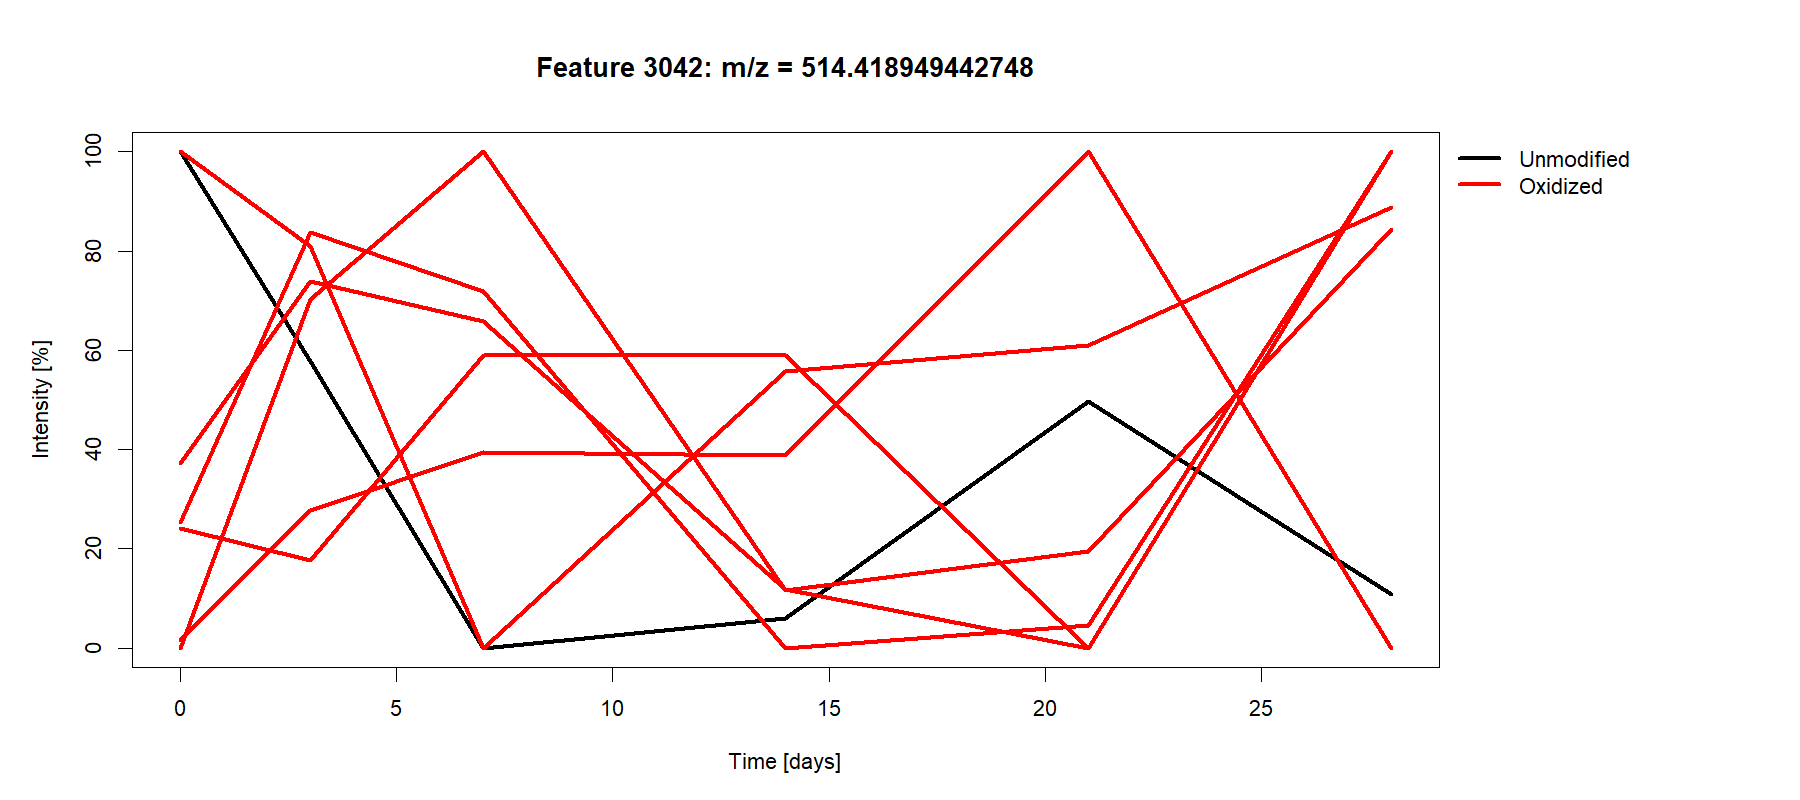 Feature 3042: m/z = 514.418949442748
Unmodified
Oxidized
Intensity [%]
100
80
60
40
20
0
0 5 10 15 20 25
Time [days]